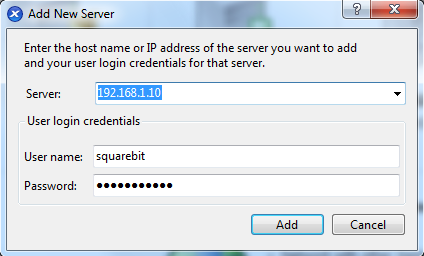 Add New Server
Enter the host name or IP address of the server you want to add
and your user login credentials for that server.
Server: 192.168.1.10
User login credentials
User name: squarebit
Password: ●●●●●●●●●●●
Add Cancel